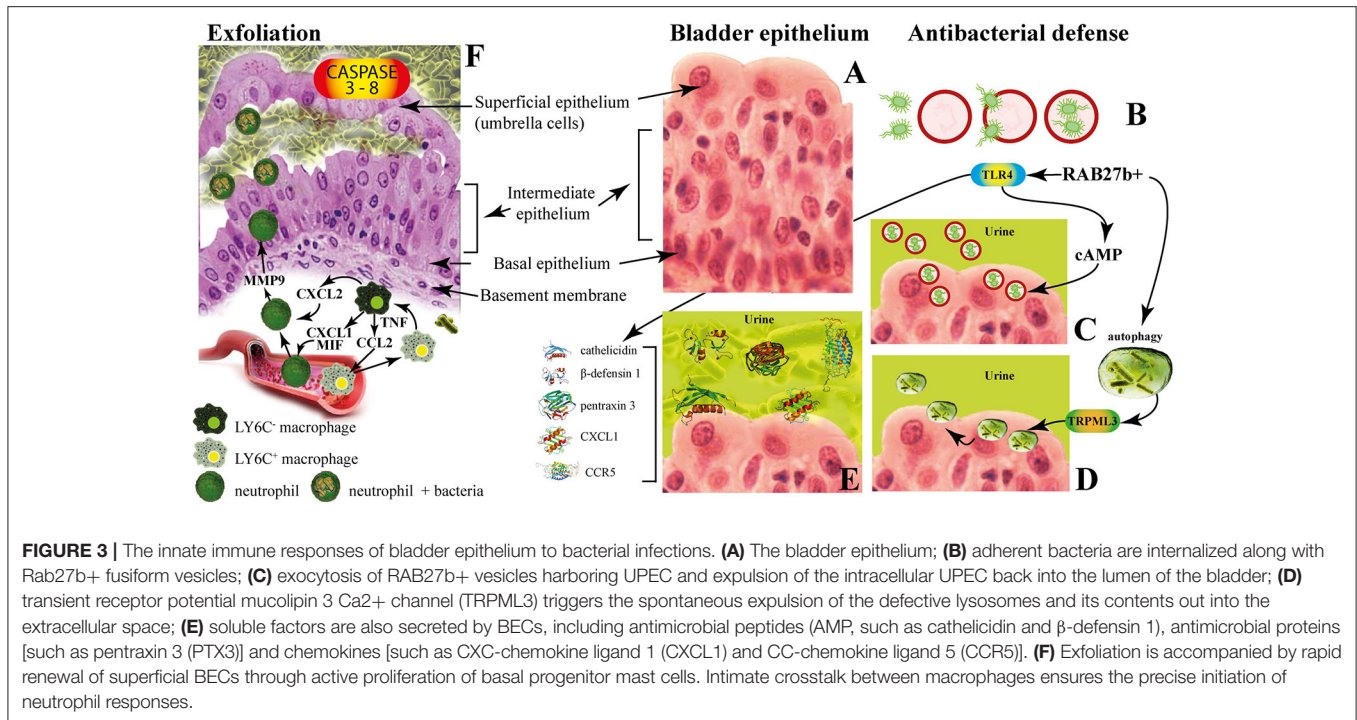 Exfoliation
F
CASPASE
3 - 8
Superficial epithelium
(umbrella cells)
Intermediate
epithelium
Basal epithelium
Basement membrane
MMP9
CXCL2
TNF
CXCL1
MIF
CCL2
LY6C- macrophage
LY6C+ macrophage
neutrophil
neutrophil + bacteria
Bladder epithelium
A
Antibacterial defense
B
TLR4
RAB27b+
Urine
cAMP
C
autophagy
Urine
TRPML3
D
cathelicidin
β-defensin 1
pentraxin 3
CXCL1
CCR5
Urine
E
FIGURE 3 | The innate immune responses of bladder epithelium to bacterial infections. (A) The bladder epithelium; (B) adherent bacteria are internalized along with
Rab27b+ fusiform vesicles; (C) exocytosis of RAB27b+ vesicles harboring UPEC and expulsion of the intracellular UPEC back into the lumen of the bladder; (D)
transient receptor potential mucolipin 3 Ca2+ channel (TRPML3) triggers the spontaneous expulsion of the defective lysosomes and its contents out into the
extracellular space; (E) soluble factors are also secreted by BECs, including antimicrobial peptides (AMP, such as cathelicidin and β-defensin 1), antimicrobial proteins
[such as pentraxin 3 (PTX3)] and chemokines [such as CXC-chemokine ligand 1 (CXCL1) and CC-chemokine ligand 5 (CCR5)]. (F) Exfoliation is accompanied by rapid
renewal of superficial BECs through active proliferation of basal progenitor mast cells. Intimate crosstalk between macrophages ensures the precise initiation of
neutrophil responses.